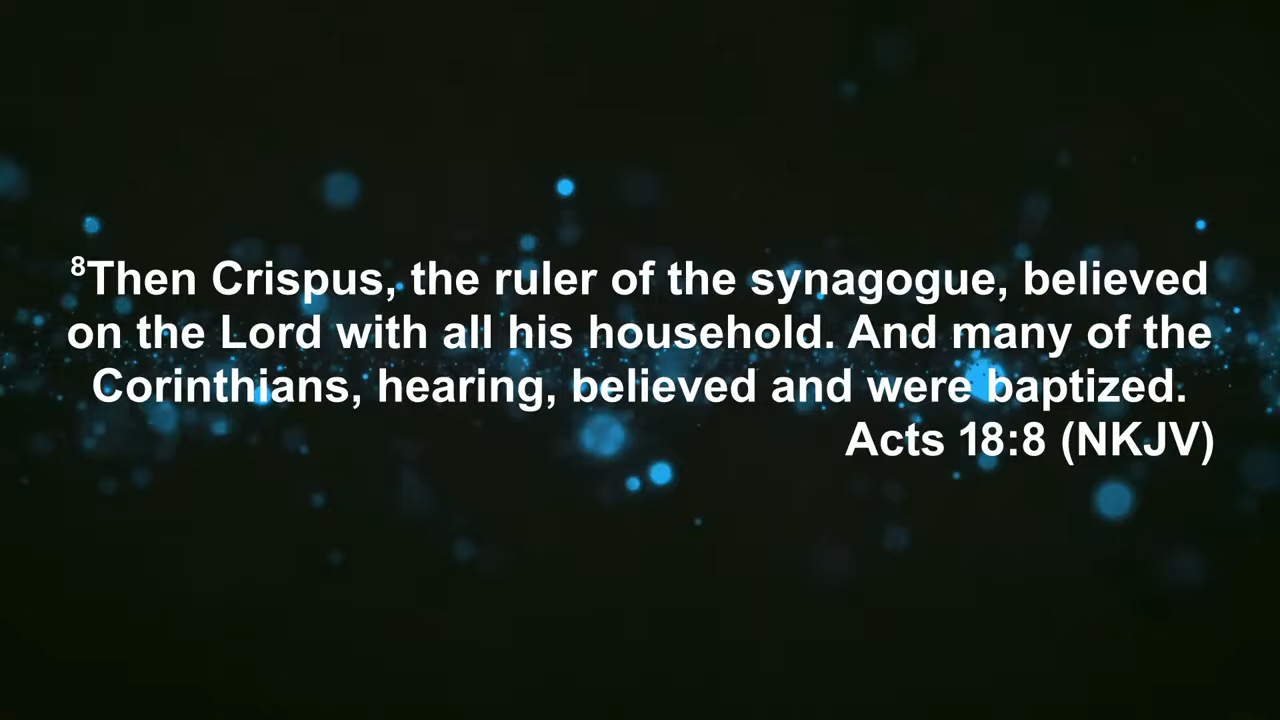 ⁸Then Crispus, the ruler of the synagogue, believed
on the Lord with all his household. And many of the
Corinthians, hearing, believed and were baptized.
Acts 18:8 (NKJV)